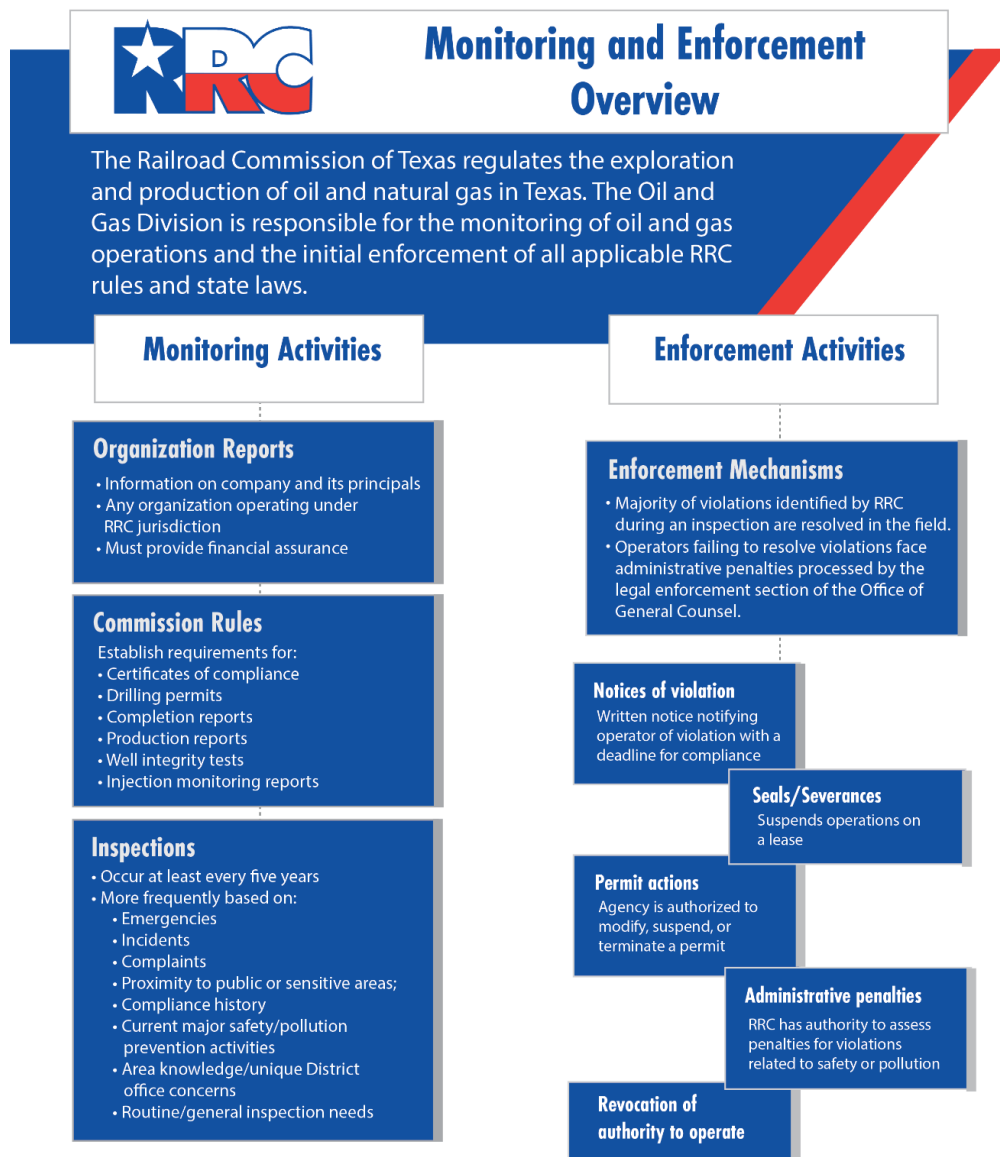 RRC
Monitoring and Enforcement
Overview
The Railroad Commission of Texas regulates the exploration
and production of oil and natural gas in Texas. The Oil and
Gas Division is responsible for the monitoring of oil and gas
operations and the initial enforcement of all applicable RRC
rules and state laws.
Monitoring Activities
Organization Reports
• Information on company and its principals
• Any organization operating under
RRC jurisdiction
• Must provide financial assurance
Commission Rules
Establish requirements for:
• Certificates of compliance
• Drilling permits
• Completion reports
• Production reports
• Well integrity tests
• Injection monitoring reports
Inspections
• Occur at least every five years
• More frequently based on:
• Emergencies
• Incidents
• Complaints
• Proximity to public or sensitive areas;
• Compliance history
• Current major safety/pollution
prevention activities
• Area knowledge/unique District
office concerns
• Routine/general inspection needs
Enforcement Activities
Enforcement Mechanisms
• Majority of violations identified by RRC
during an inspection are resolved in the field.
• Operators failing to resolve violations face
administrative penalties processed by the
legal enforcement section of the Office of
General Counsel.
Notices of violation
Written notice notifying
operator of violation with a
deadline for compliance
Seals/Severances
Suspends operations on
a lease
Permit actions
Agency is authorized to
modify, suspend, or
terminate a permit
Administrative penalties
RRC has authority to assess
penalties for violations
related to safety or pollution
Revocation of
authority to operate